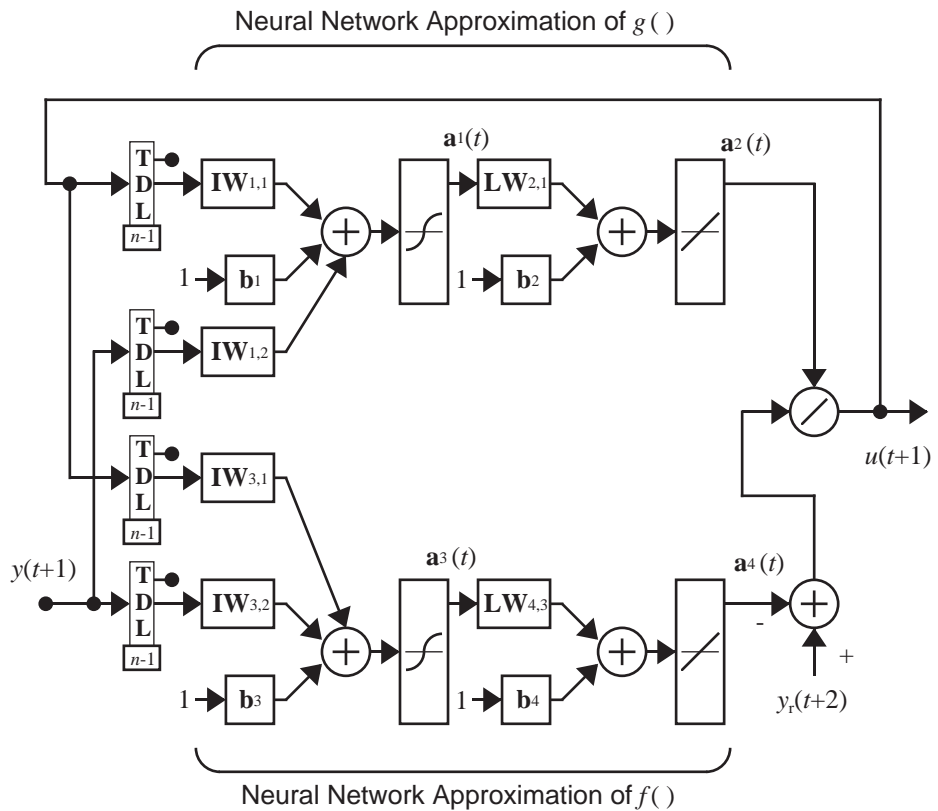 Neural Network Approximation of g ( )
a1(t)
a2 (t)
T
D
L
n-1
IW1,1
LW2,1
1
b1
1
b2
T
D
L
n-1
IW1,2
u(t+1)
T
D
L
n-1
IW3,1
y(t+1)
a3 (t)
a4 (t)
T
D
L
n-1
IW3,2
LW4,3
-
+
1
b3
1
b4
yr(t+2)
Neural Network Approximation of f ( )